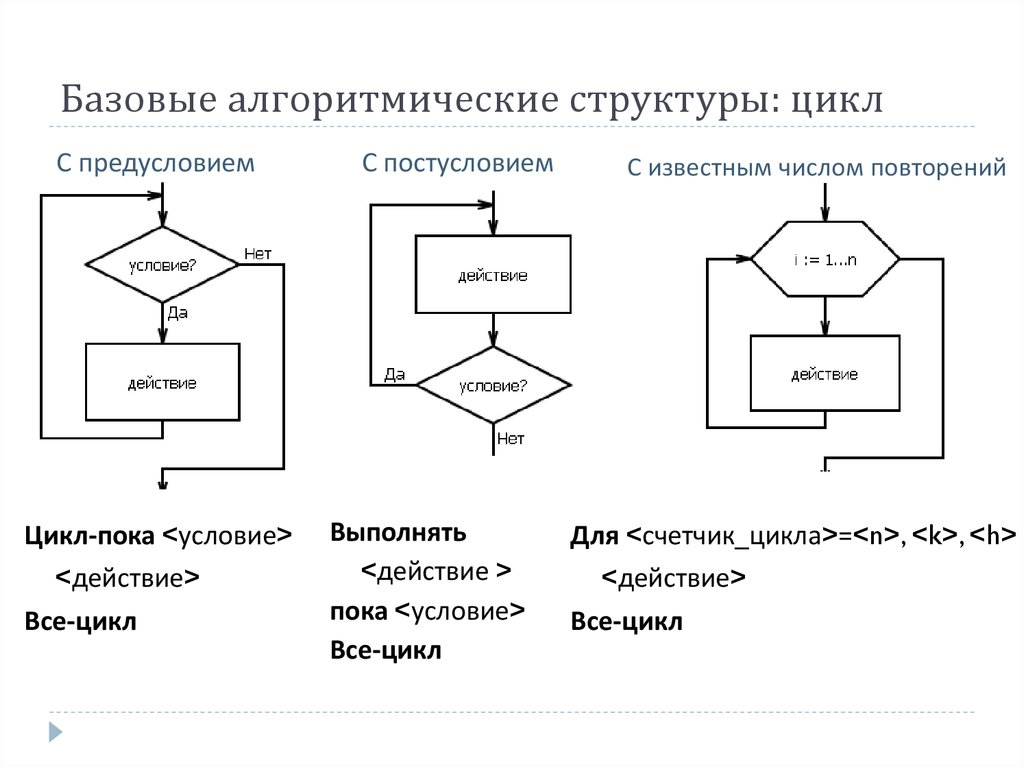 Базовые алгоритмические структуры: цикл
С предусловием
условие?
Нет
Да
действие
Цикл-пока <условие>
<действие>
Все-цикл
С постусловием
действие
Да
условие?
Нет
Выполнять
<действие >
пока <условие>
Все-цикл
С известным числом повторений
i := 1...n
действие
...
Для <счетчик_цикла>=<n>, <k>, <h>
<действие>
Все-цикл